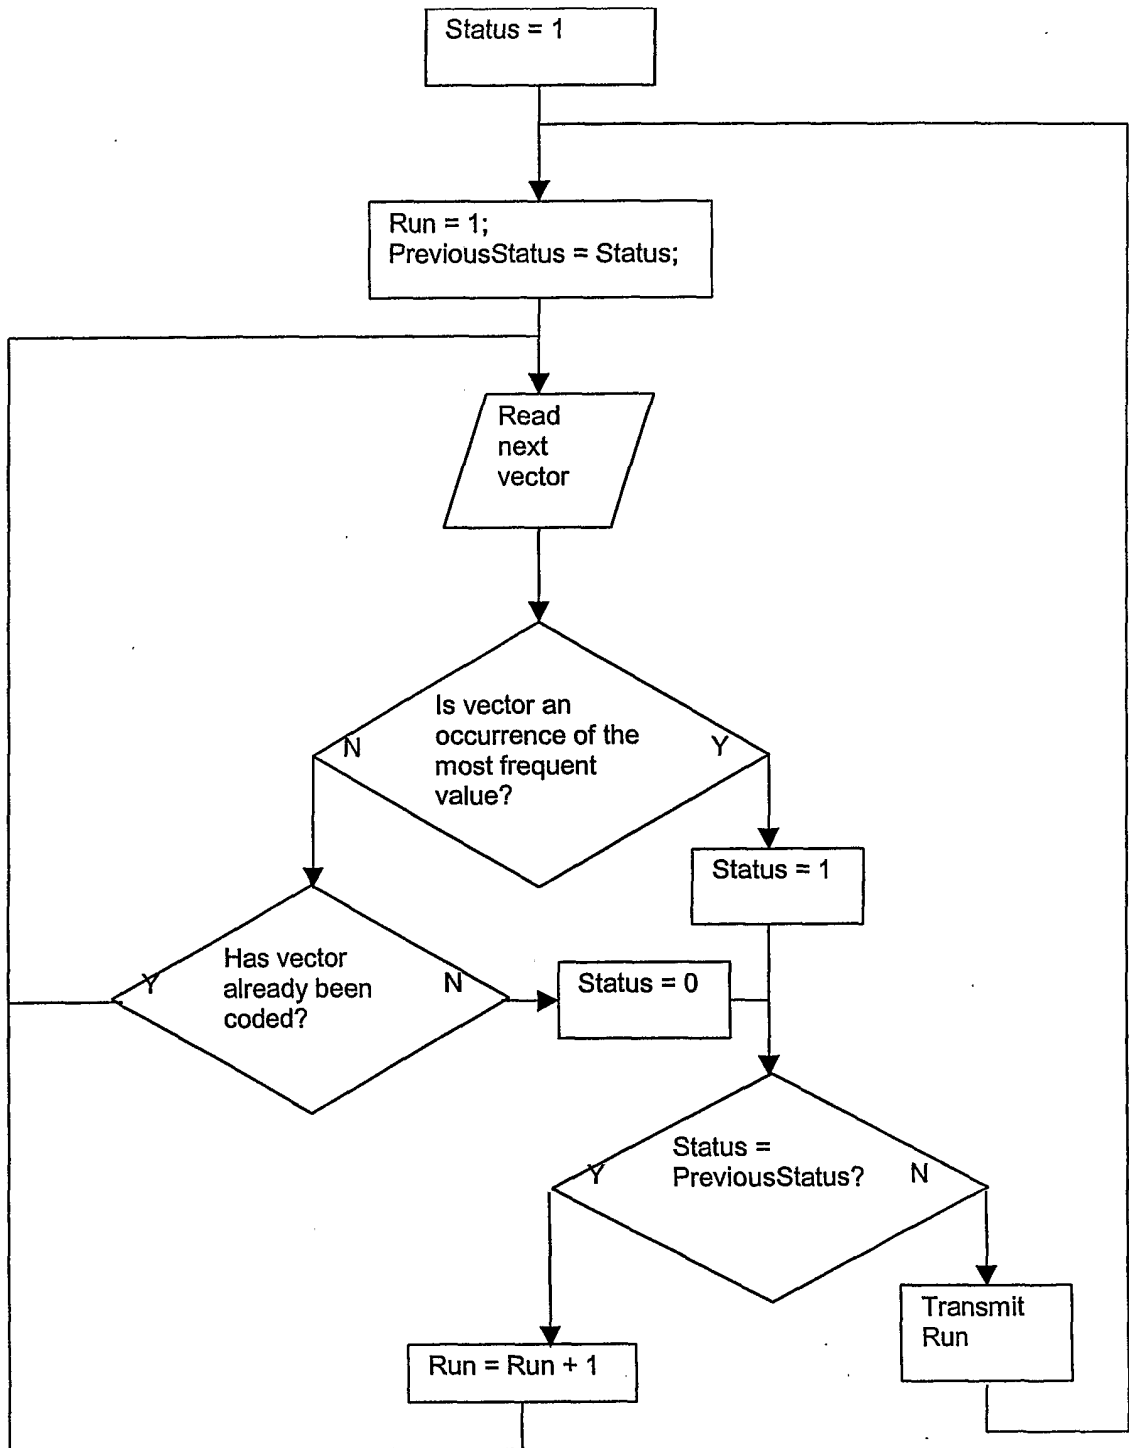 Status = 1
Run = 1;
PreviousStatus = Status;
Read
next
vector
Is vector an
occurrence of the
most frequent
value?
N
Y
Status = 1
Has vector
already been
coded?
Y
N
Status = 0
Status =
PreviousStatus?
Y
N
Transmit
Run
Run = Run + 1